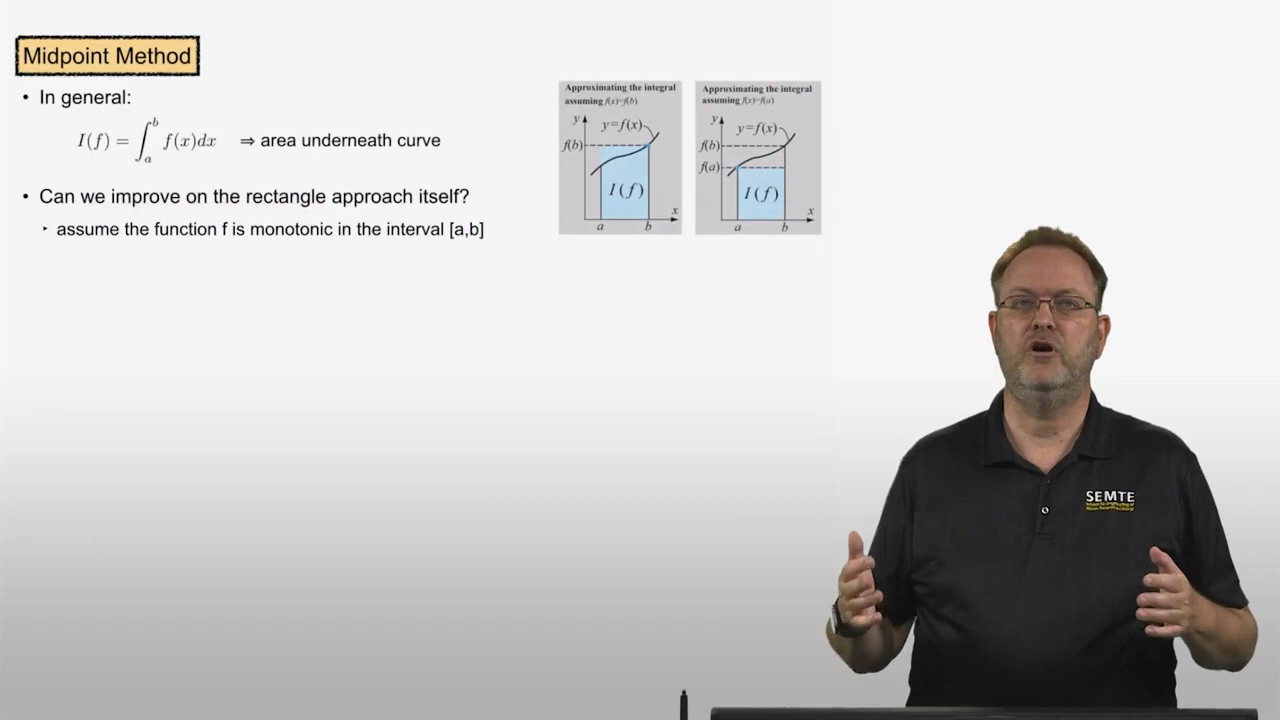 Midpoint Method
• In general:
I(f) = ∫_a^b f(x)dx ⇒ area underneath curve
• Can we improve on the rectangle approach itself?
‣ assume the function f is monotonic in the interval [a,b]
Approximating the integral
assuming f(x)=f(b)
y
y=f(x)
f(b)
I(f)
x
a b
Approximating the integral
assuming f(x)=f(a)
y
y=f(x)
f(b)
f(a)
I(f)
x
a b
SEMTE